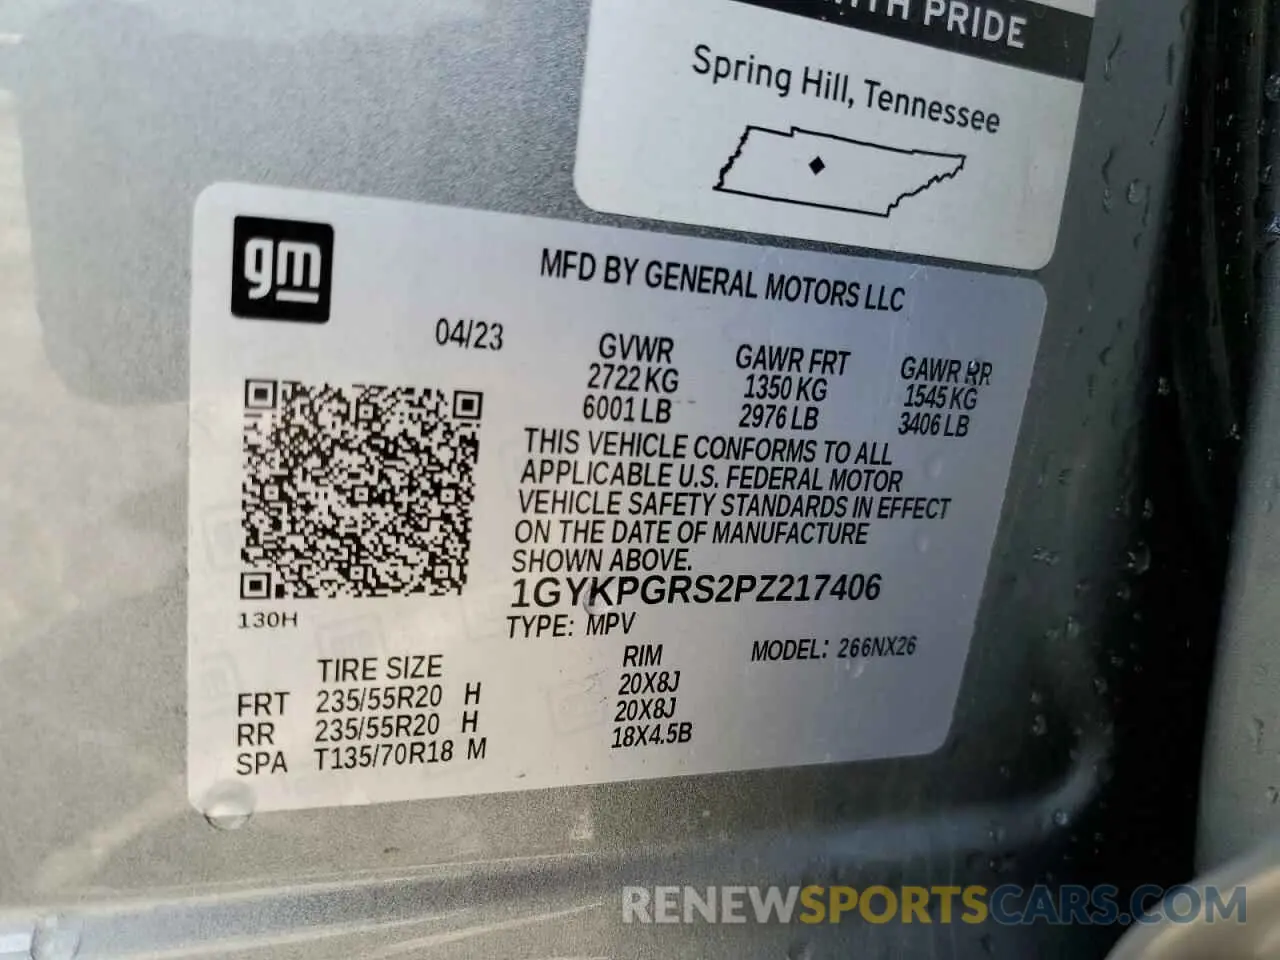 WITH PRIDE
Spring Hill, Tennessee
gm
MFD BY GENERAL MOTORS LLC
04/23
GVWR GAWR FRT GAWR RR
2722 KG 1350 KG 1545 KG
6001 LB 2976 LB 3406 LB
THIS VEHICLE CONFORMS TO ALL
APPLICABLE U.S. FEDERAL MOTOR
VEHICLE SAFETY STANDARDS IN EFFECT
ON THE DATE OF MANUFACTURE
SHOWN ABOVE.
1GYKPGRS2PZ217406
130H
TYPE: MPV
MODEL: 266NX26
TIRE SIZE RIM
FRT 235/55R20 H 20X8J
RR 235/55R20 H 20X8J
SPA T135/70R18 M 18X4.5B
RENEWSPORTSCARS.COM